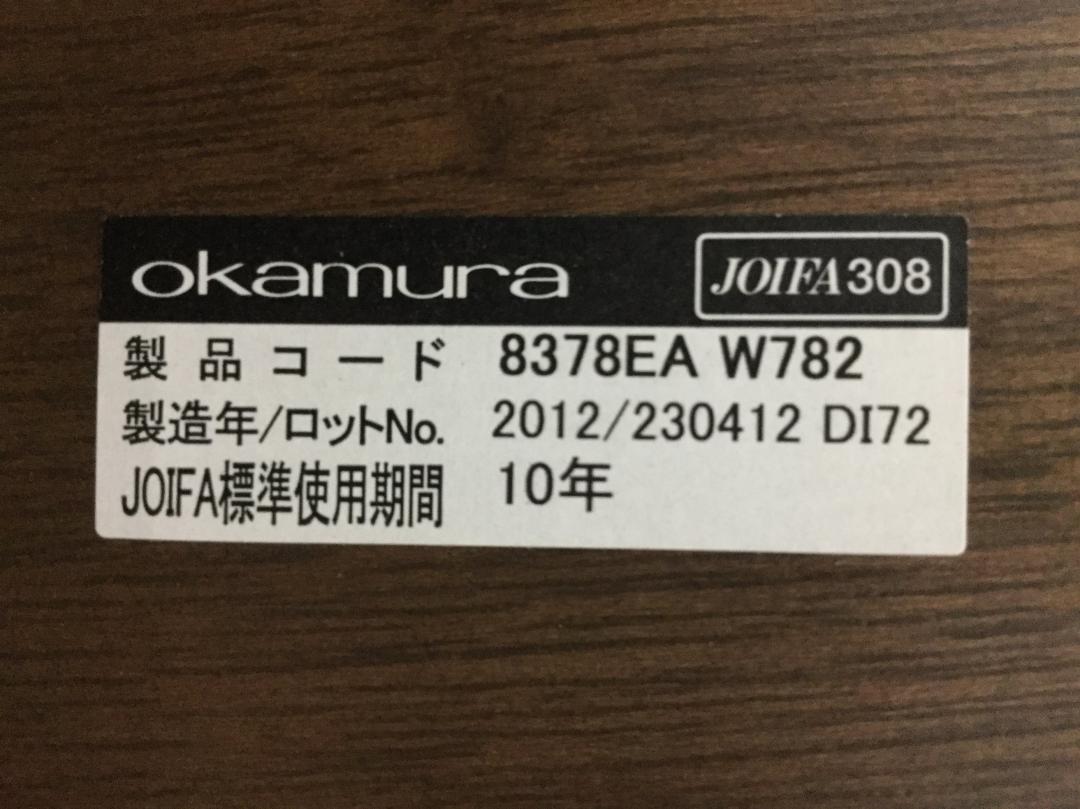 okamura JOIFA308
製品コード 8378EA W782
製造年/ロットNo. 2012/230412 DI72
JOIFA標準使用期間 10年